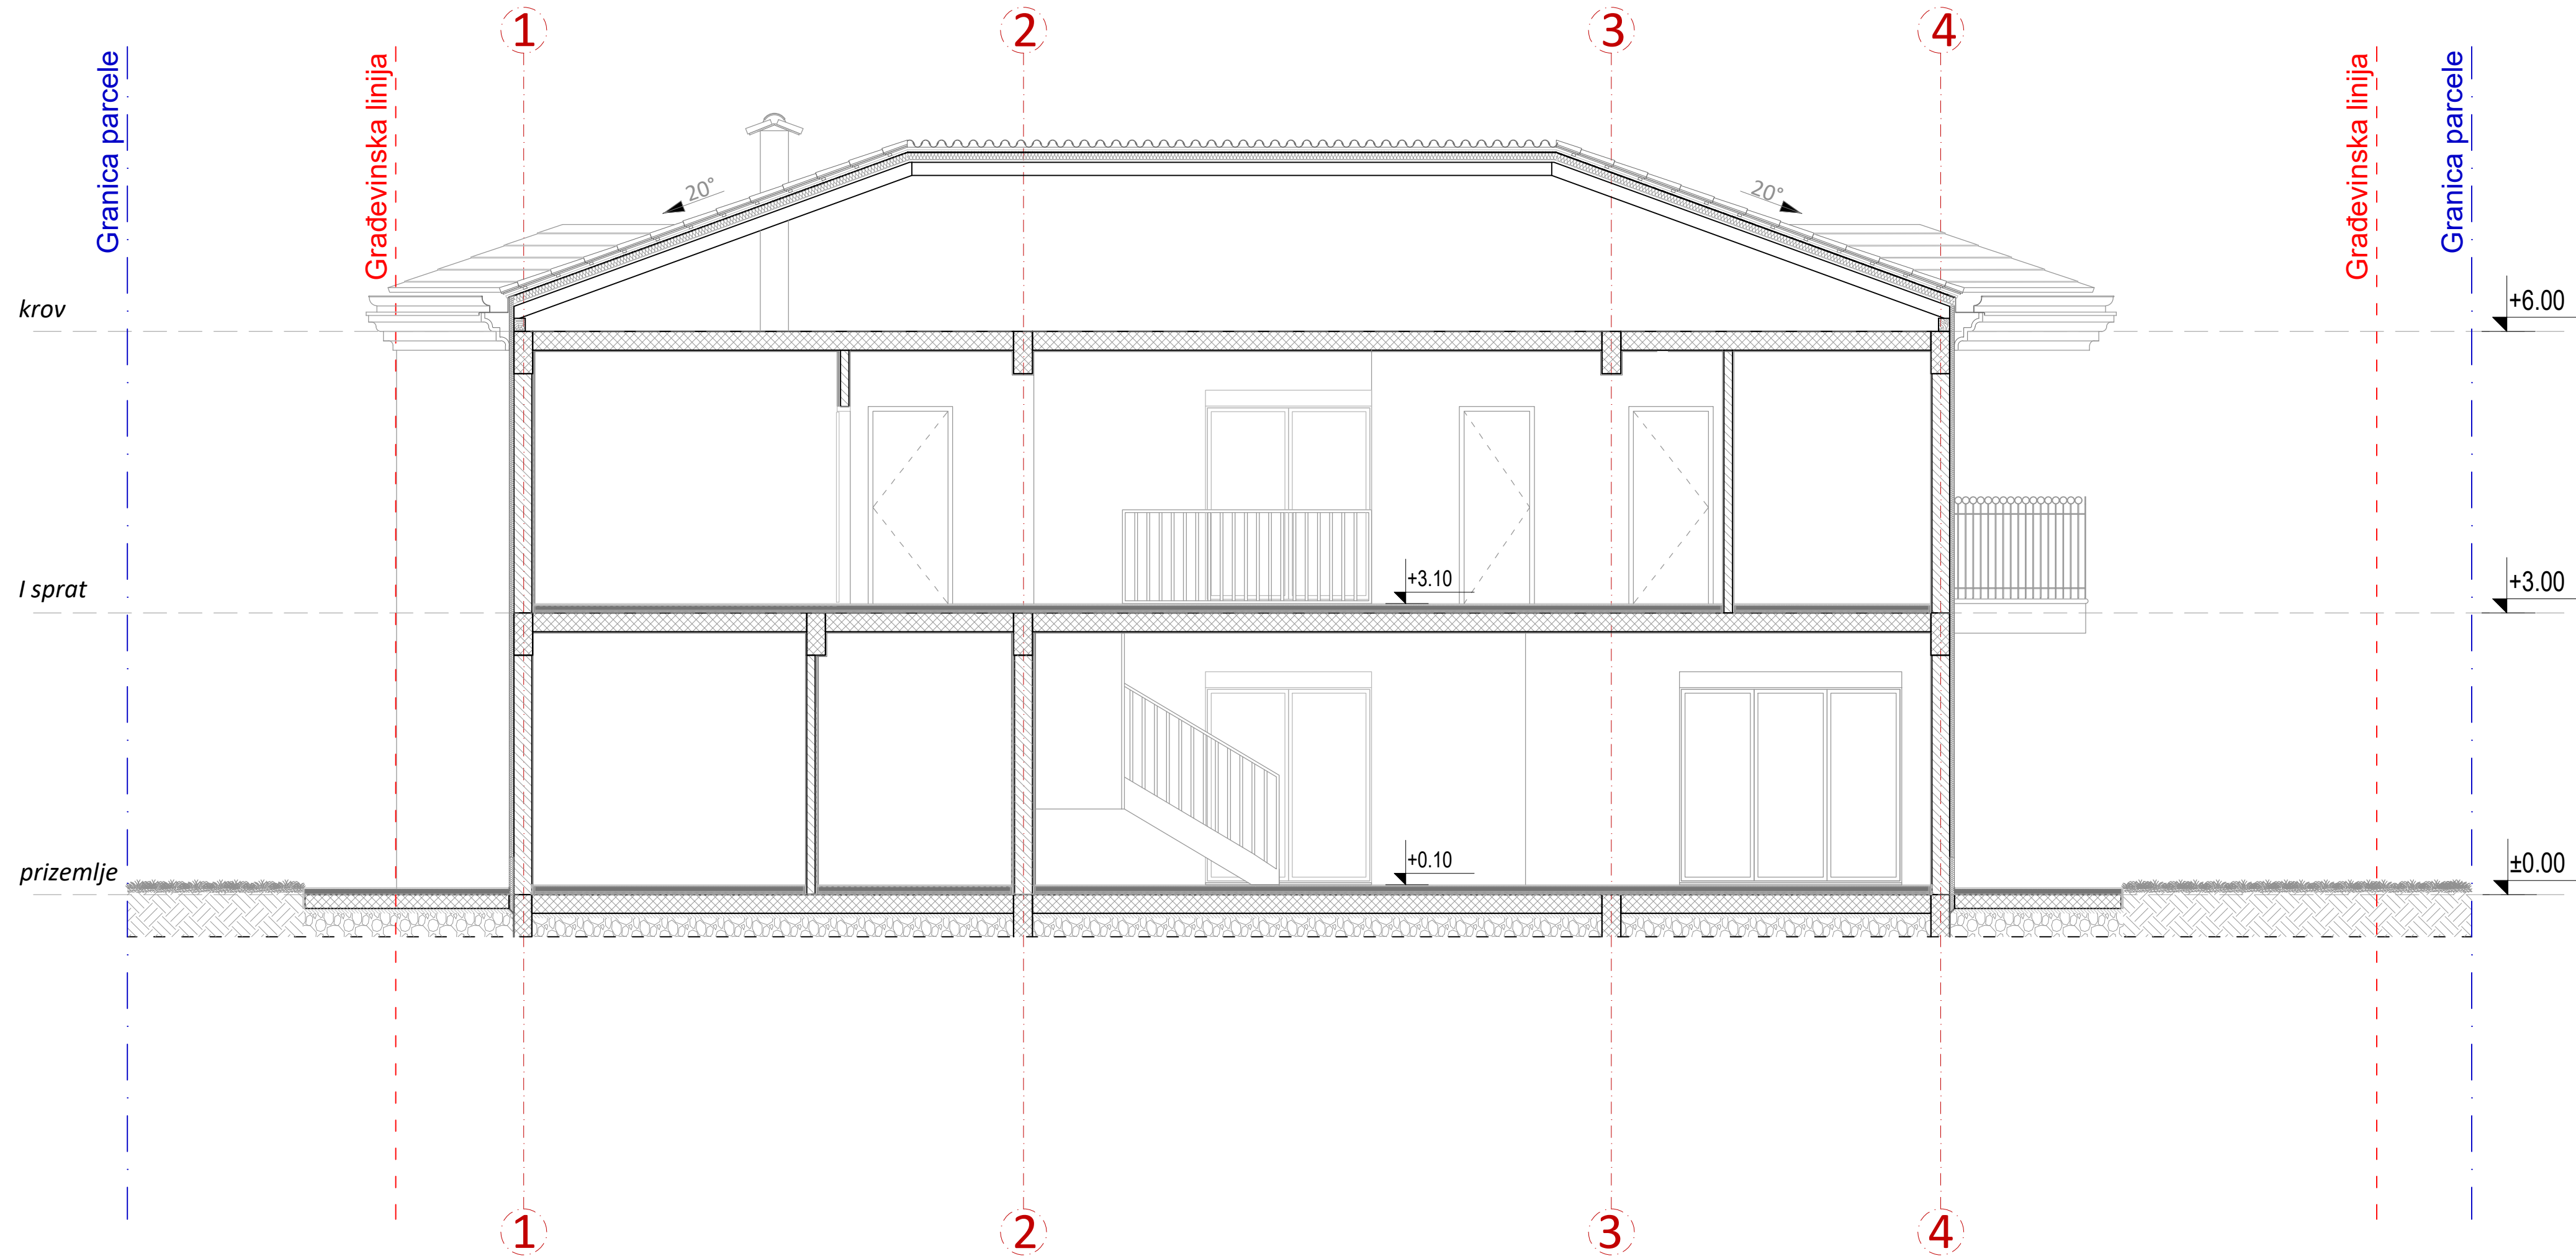 1 2 3 4
Granica parcele
Građevinska linija
Građevinska linija
Granica parcele
20°
20°
krov
+6.00
I sprat
+3.10
+3.00
prizemlje
+0.10
±0.00
1 2 3 4